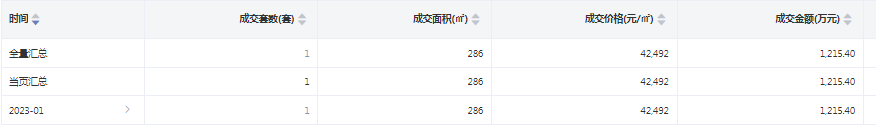 时间 成交套数(套) 成交面积(㎡) 成交价格(元/㎡) 成交金额(万元)
全量汇总 1 286 42,492 1,215.40
当页汇总 1 286 42,492 1,215.40
2023-01 1 286 42,492 1,215.40